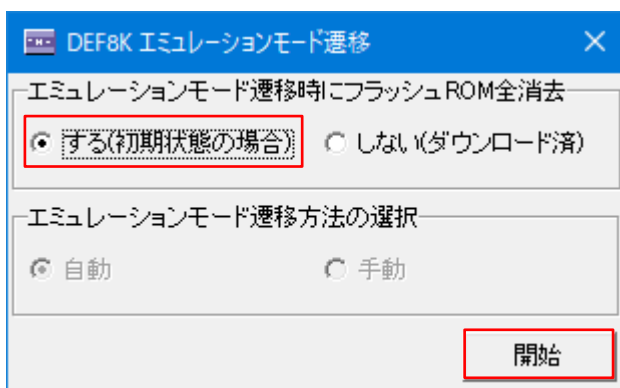 DEF8K エミュレーションモード遷移
エミュレーションモード遷移時にフラッシュROM全消去
する(初期状態の場合) しない(ダウンロード済)
エミュレーションモード遷移方法の選択
自動 手動
開始